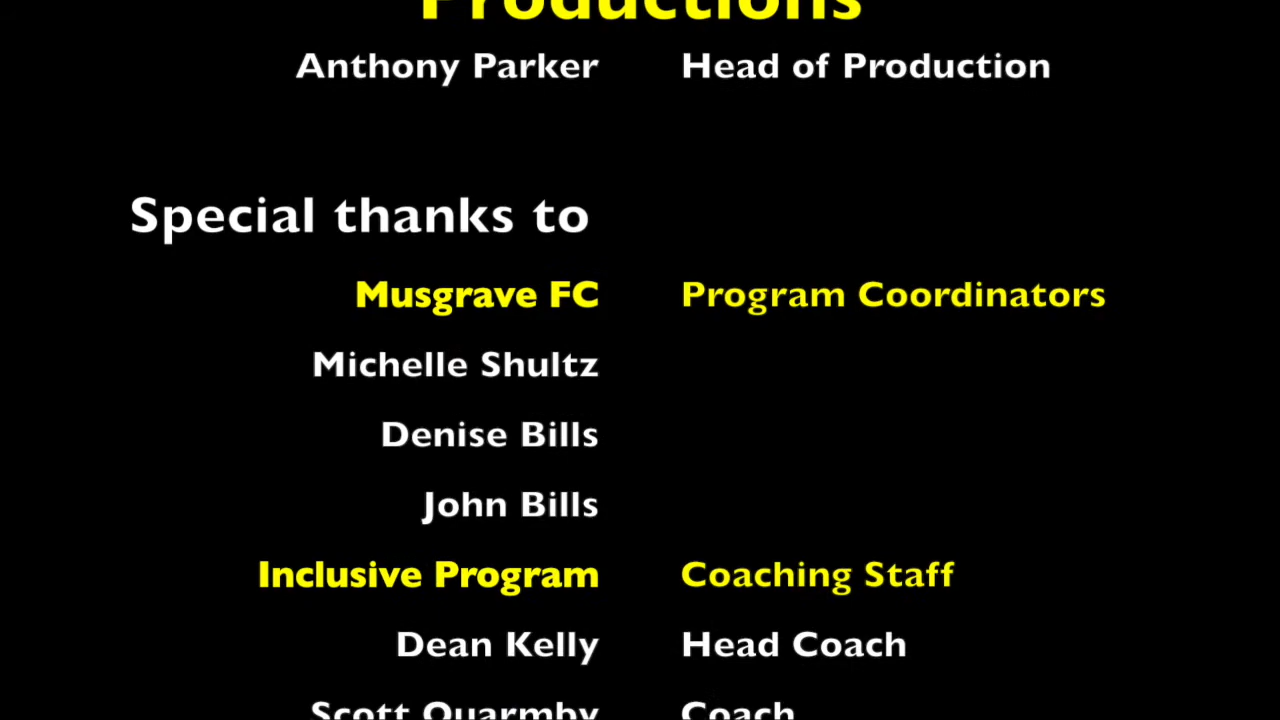 Productions
Anthony Parker Head of Production
Special thanks to
Musgrave FC Program Coordinators
Michelle Shultz
Denise Bills
John Bills
Inclusive Program Coaching Staff
Dean Kelly Head Coach
Scott Quarmby Coach